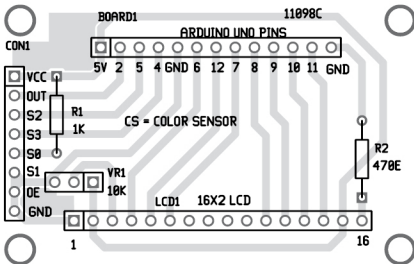 BOARD1 11098C
CON1
ARDUINO UNO PINS
5V 2 5 4 GND 6 12 7 8 9 10 11 GND
VCC
OUT
S2
S3
S0
S1
OE
GND
R1
1K
CS = COLOR SENSOR
R2
470E
VR1
10K
LCD1 16X2 LCD
1 16